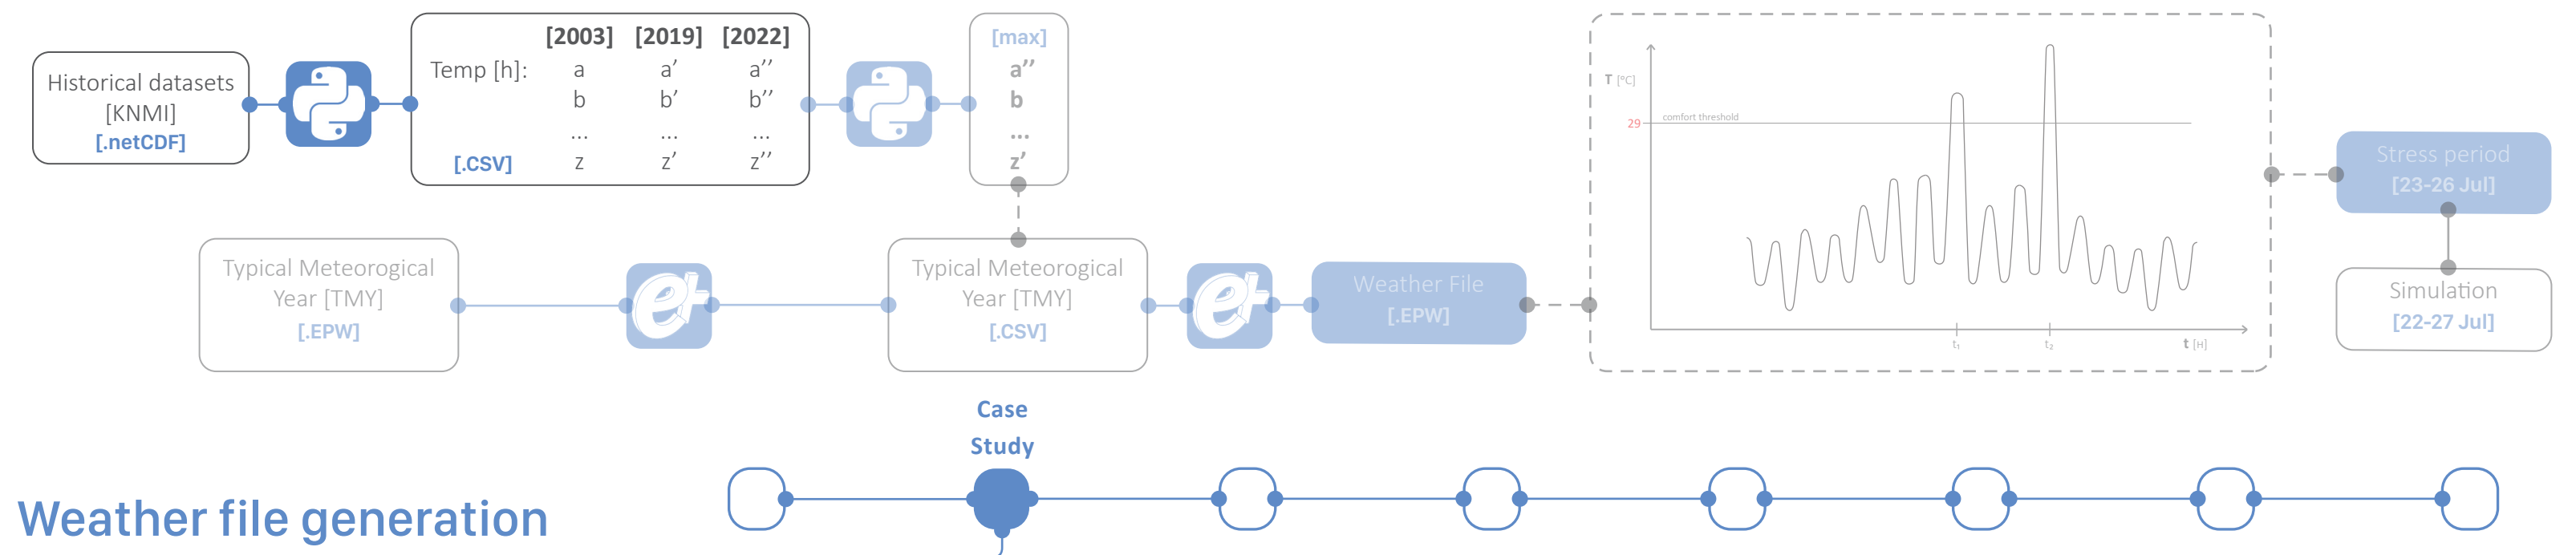 Historical datasets
[KNMI]
[.netCDF]
[2003] [2019] [2022]
Temp [h]: a a’ a’’
b b’ b’’
... ... ...
[.CSV] z z’ z’’
[max]
a’’
b
...
z’
Typical Meteorogical
Year [TMY]
[.EPW]
e+
Typical Meteorogical
Year [TMY]
[.CSV]
e+
Weather File
[.EPW]
T [°C]
29
comfort threshold
t₁
t₂
t [H]
Stress period
[23-26 Jul]
Simulation
[22-27 Jul]
Case
Study
Weather file generation